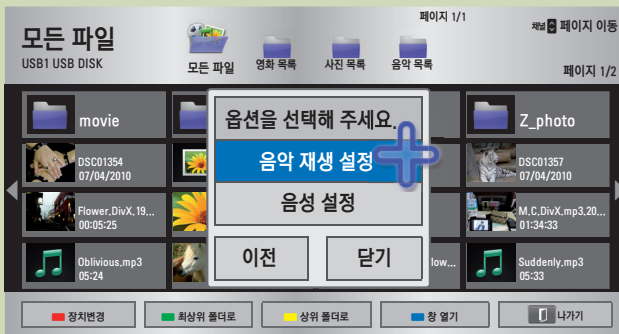 페이지 1/1
모든 파일
USB1 USB DISK
모든 파일
영화 목록
사진 목록
음악 목록
채널 페이지 이동
페이지 1/2
movie
Z_photo
옵션을 선택해 주세요.
음악 재생 설정
음성 설정
이전
닫기
DSC01354
07/04/2010
DSC01357
07/04/2010
Flower,DivX,19...
00:05:25
M.C,DivX,mp3,20...
01:34:33
Oblivious,mp3
05:24
low...
Suddenly,mp3
05:33
장치변경
최상위 폴더로
상위 폴더로
창 열기
나가기